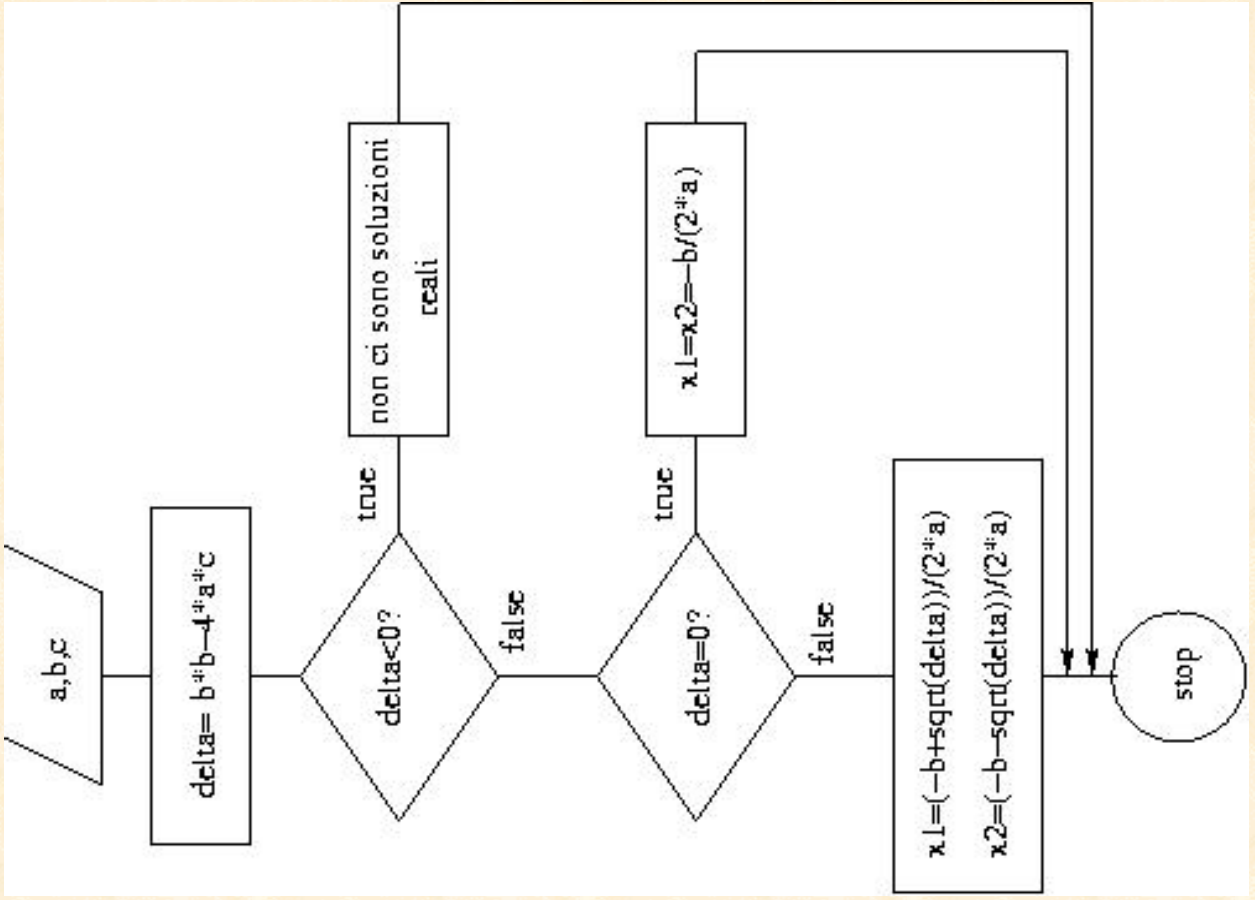 a,b,c
delta= b*b-4*a*c
delta<0?
true
non ci sono soluzioni
reali
false
delta=0?
true
x1=x2=-b/(2*a)
false
x1=(-b+sqrt(delta))/(2*a)
x2=(-b-sqrt(delta))/(2*a)
stop